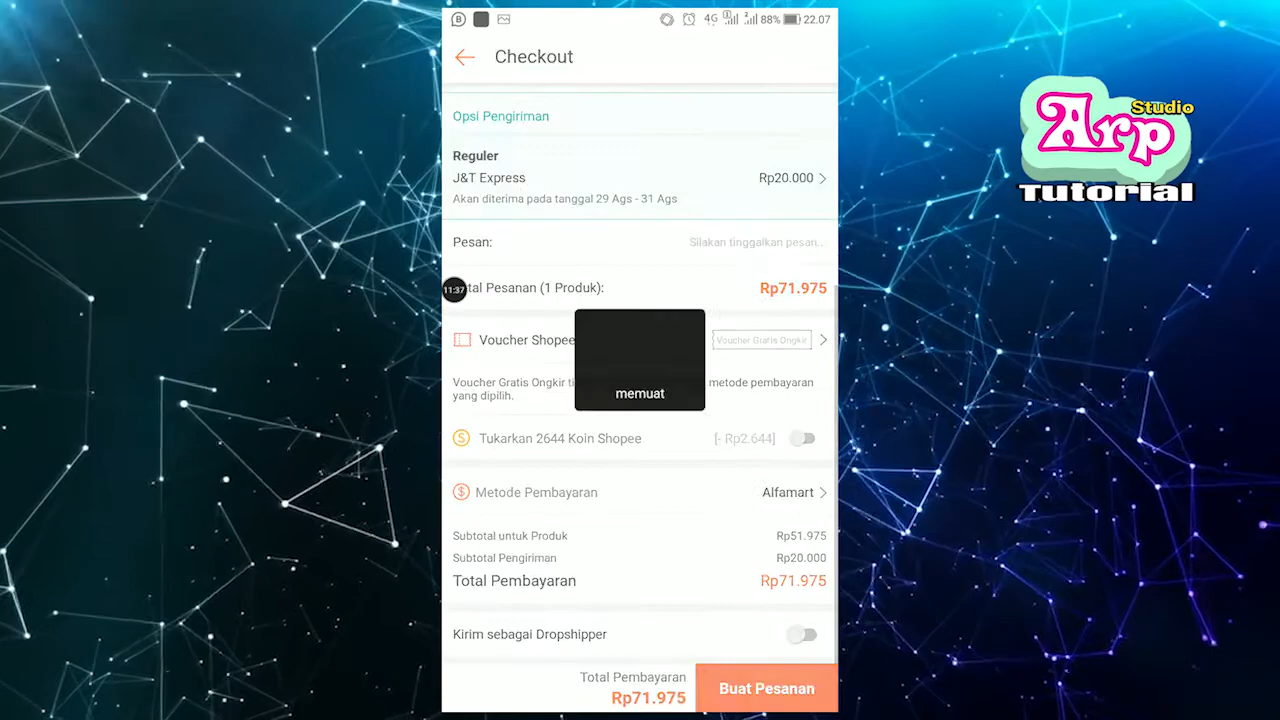 4G 88% 22.07
Checkout
Opsi Pengiriman
Reguler
J&T Express Rp20.000
Akan diterima pada tanggal 29 Ags - 31 Ags
Pesan: Silakan tinggalkan pesan..
11:37 tal Pesanan (1 Produk): Rp71.975
Voucher Shopee Voucher Gratis Ongkir
Voucher Gratis Ongkir metode pembayaran
yang dipilih.
memuat
Tukarkan 2644 Koin Shopee [- Rp2.644]
Metode Pembayaran Alfamart
Subtotal untuk Produk Rp51.975
Subtotal Pengiriman Rp20.000
Total Pembayaran Rp71.975
Kirim sebagai Dropshipper
Total Pembayaran
Rp71.975
Buat Pesanan
Studio
Arp
Tutorial